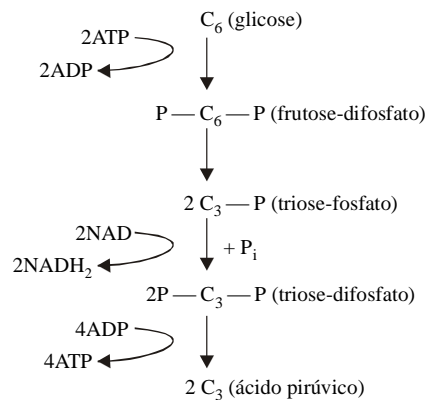 C₆ (glicose)
2ATP
2ADP
P — C₆ — P (frutose-difosfato)
2 C₃ — P (triose-fosfato)
2NAD
+ Pᵢ
2NADH₂
2P — C₃ — P (triose-difosfato)
4ADP
4ATP
2 C₃ (ácido pirúvico)